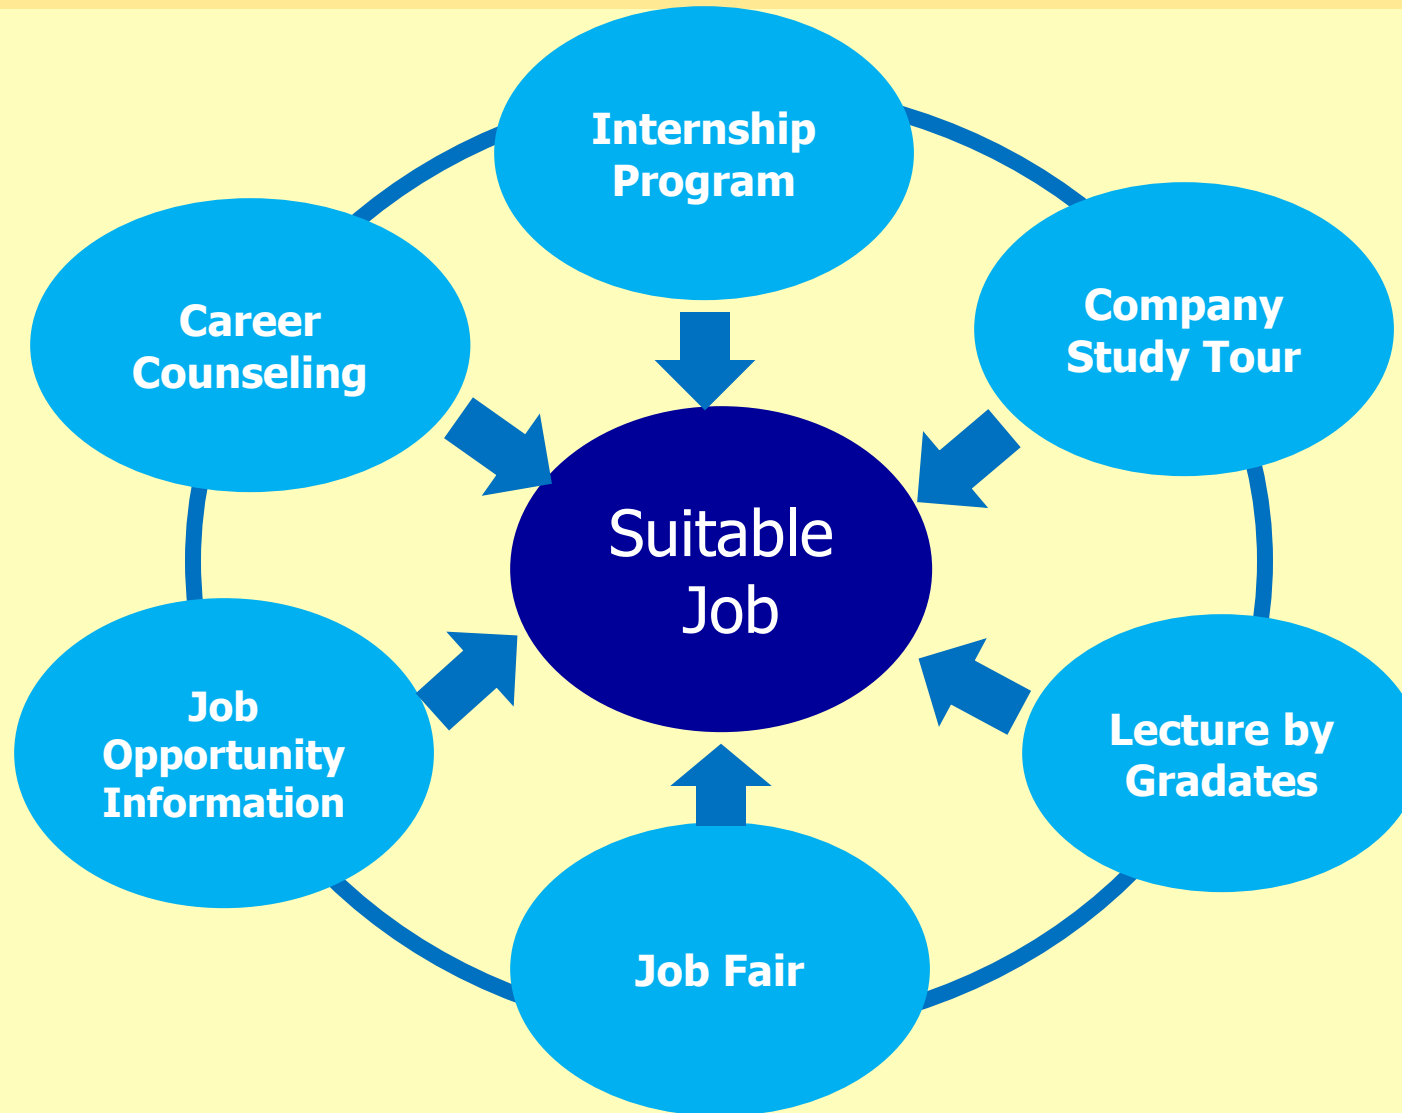 Internship
Program
Career
Counseling
Company
Study Tour
Suitable
Job
Job
Opportunity
Information
Lecture by
Gradates
Job Fair